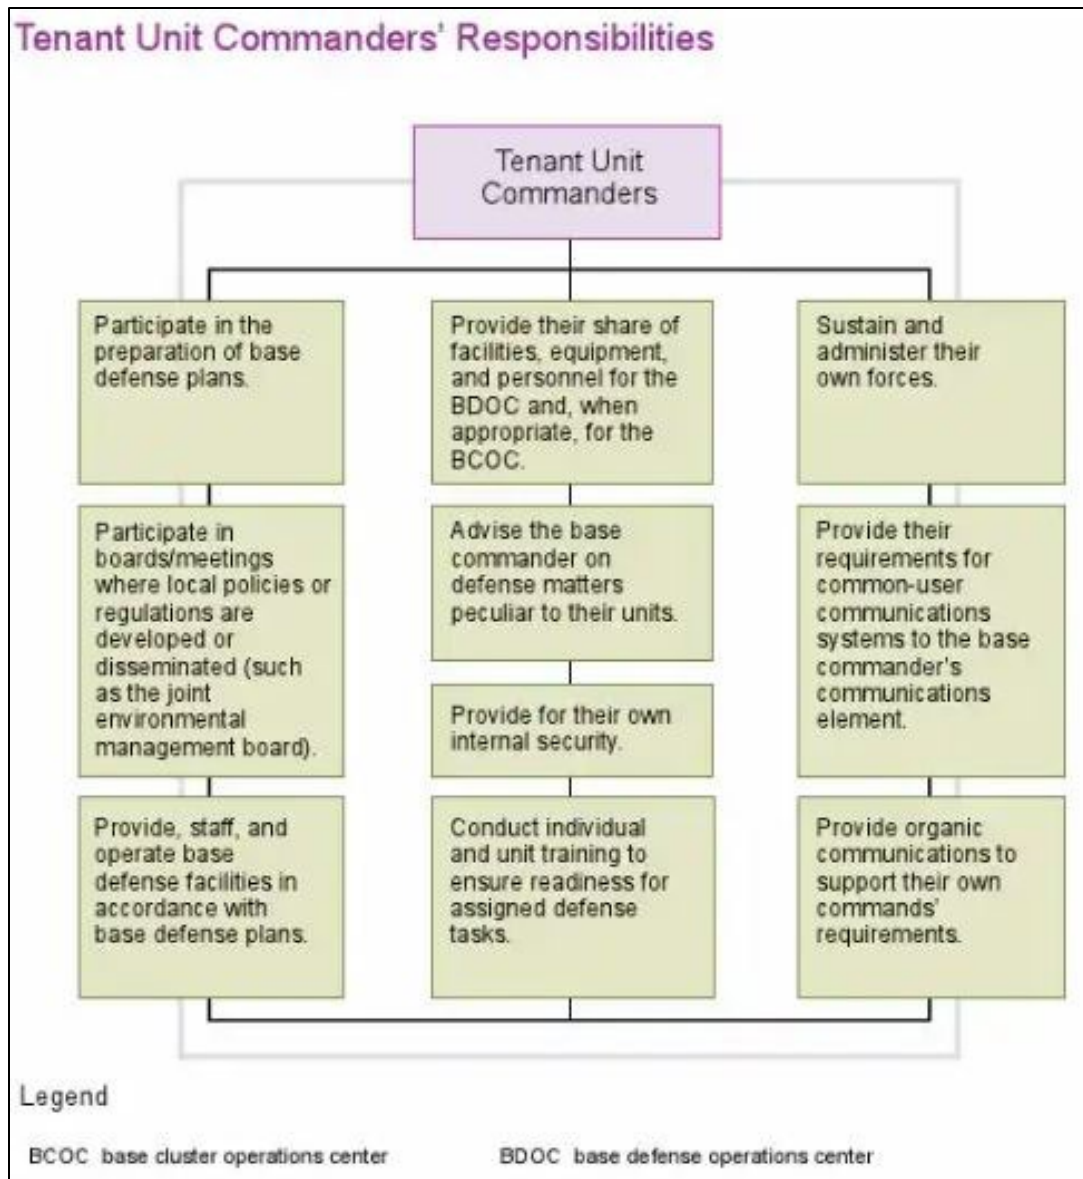 Tenant Unit Commanders' Responsibilities
Tenant Unit
Commanders
Participate in the
preparation of base
defense plans.
Participate in
boards/meetings
where local policies or
regulations are
developed or
disseminated (such
as the joint
environmental
management board).
Provide, staff, and
operate base
defense facilities in
accordance with
base defense plans.
Provide their share of
facilities, equipment,
and personnel for the
BDOC and, when
appropriate, for the
BCOC.
Advise the base
commander on
defense matters
peculiar to their units.
Provide for their own
internal security.
Conduct individual
and unit training to
ensure readiness for
assigned defense
tasks.
Sustain and
administer their
own forces.
Provide their
requirements for
common-user
communications
systems to the base
commander's
communications
element.
Provide organic
communications to
support their own
commands'
requirements.
Legend
BCOC base cluster operations center
BDOC base defense operations center